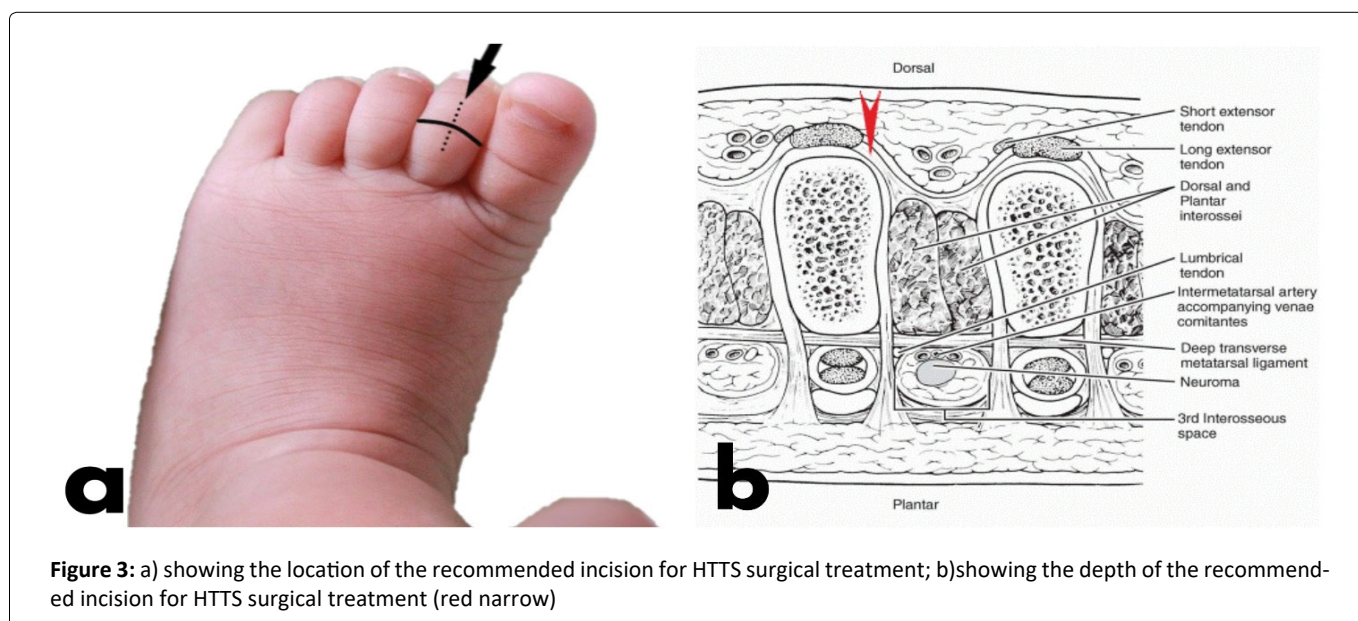 a
b
Dorsal
Short extensor
tendon
Long extensor
tendon
Dorsal and
Plantar
interossei
Lumbrical
tendon
Intermetatarsal artery
accompanying venae
comitantes
Deep transverse
metatarsal ligament
Neuroma
3rd Interosseous
space
Plantar
Figure 3: a) showing the location of the recommended incision for HTTS surgical treatment; b)showing the depth of the recommend-
ed incision for HTTS surgical treatment (red narrow)